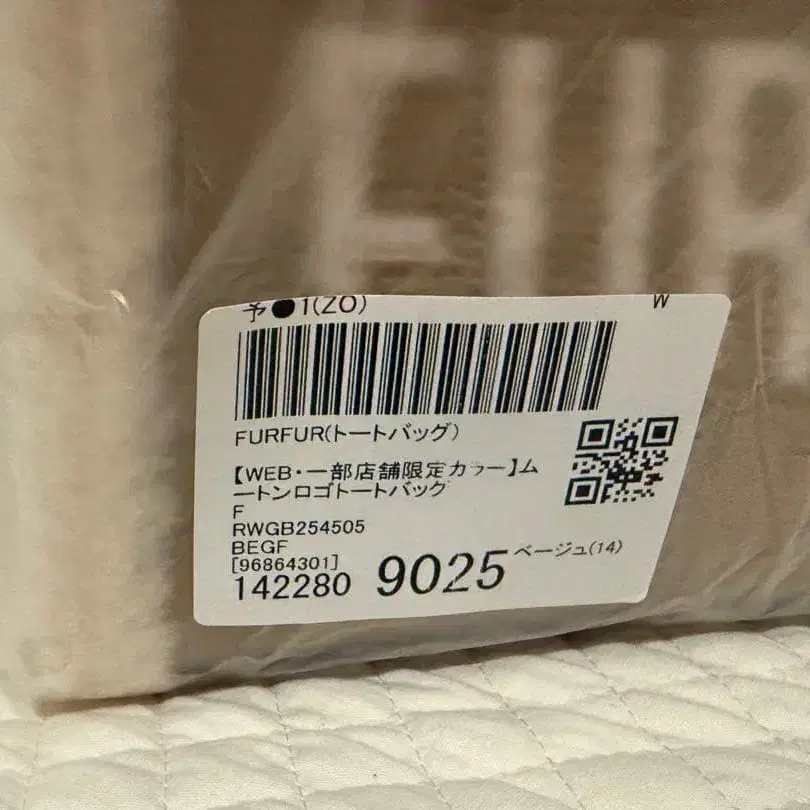 FUR
予●1(ZO) W
FURFUR(トートバッグ)
【WEB・一部店舗限定カラー】ム
ートンロゴトートバッグ
F
RWGB254505
BEGF
[96864301] ベージュ(14)
142280 9025